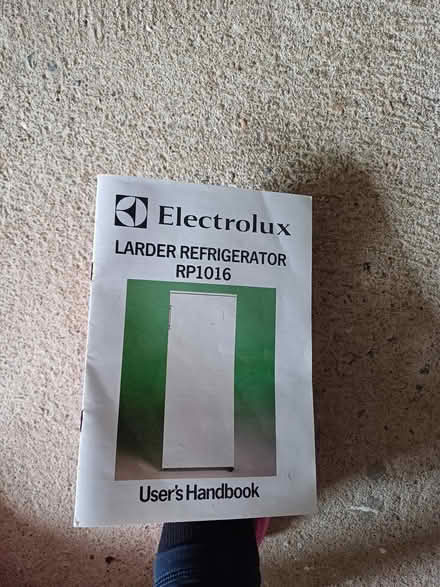 Electrolux
LARDER REFRIGERATOR
RP1016
User's Handbook